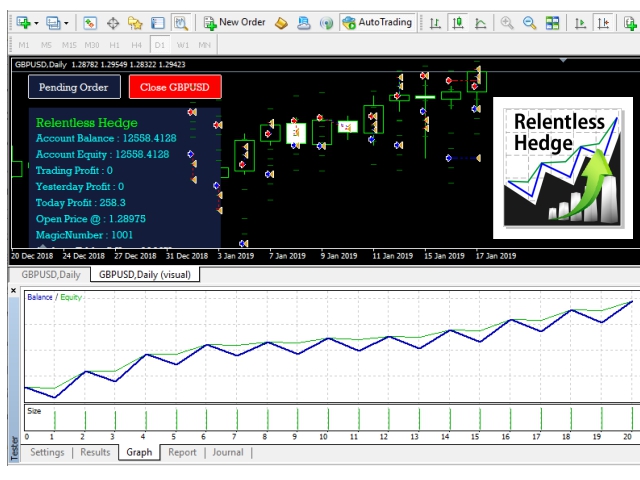 New Order
AutoTrading
M1 M5 M15 M30 H1 H4 D1 W1 MN
GBPUSD,Daily 1.28782 1.29549 1.28322 1.29423
Pending Order
Close GBPUSD
Relentless Hedge
Account Balance : 12558.4128
Account Equity : 12558.4128
Trading Profit : 0
Yesterday Profit : 0
Today Profit : 258.3
Open Price @ : 1.28975
MagicNumber : 1001
Relentless
Hedge
20 Dec 2018 24 Dec 2018 27 Dec 2018 31 Dec 2018 3 Jan 2019 7 Jan 2019 9 Jan 2019 11 Jan 2019 15 Jan 2019 17 Jan 2019
GBPUSD,Daily GBPUSD,Daily (visual)
Balance / Equity
Size
0 1 2 3 4 5 6 7 8 9 10 11 12 13 14 15 16 17 18 19 20
Tester
Settings | Results Graph Report | Journal |